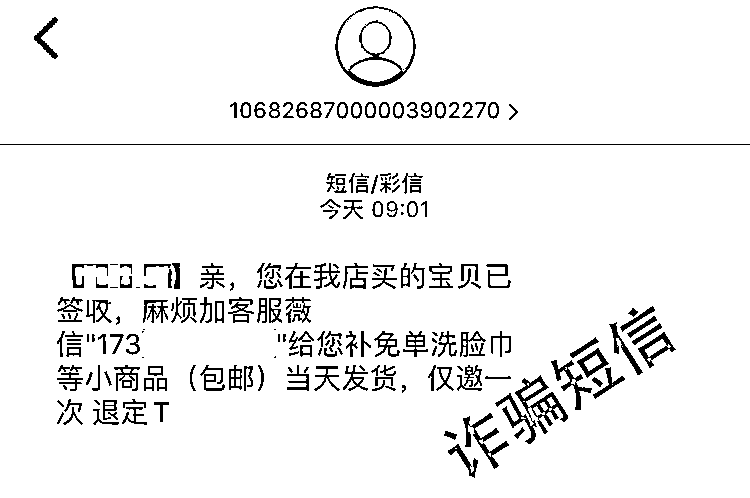 10682687000003902270
短信/彩信
今天 09:01
【】亲，您在我店买的宝贝已
签收，麻烦加客服薇
信"173 "给您补免单洗脸巾
等小商品（包邮）当天发货，仅邀一
次 退定T
诈骗短信